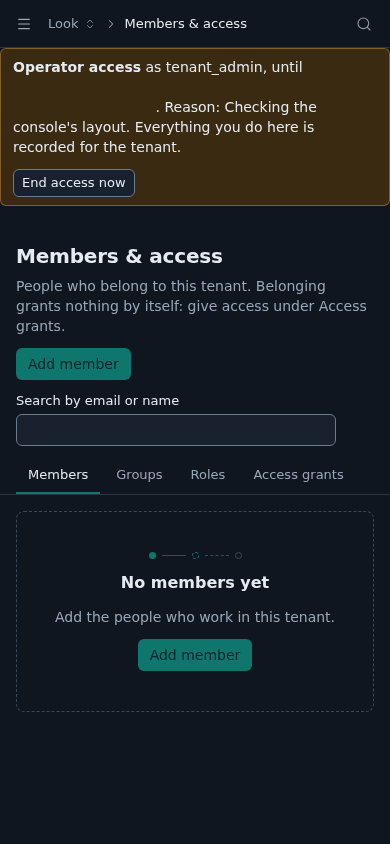 Look
Members & access
Operator access as tenant_admin, until
. Reason: Checking the
console's layout. Everything you do here is
recorded for the tenant.
End access now
Members & access
People who belong to this tenant. Belonging
grants nothing by itself: give access under Access
grants.
Add member
Search by email or name
Members Groups Roles Access grants
No members yet
Add the people who work in this tenant.
Add member